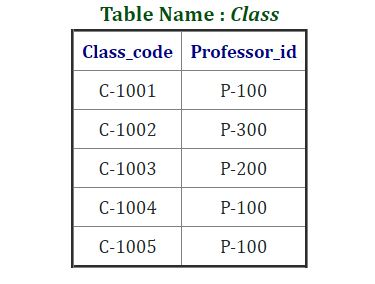 Table Name : Class
Class_code Professor_id
C-1001 P-100
C-1002 P-300
C-1003 P-200
C-1004 P-100
C-1005 P-100